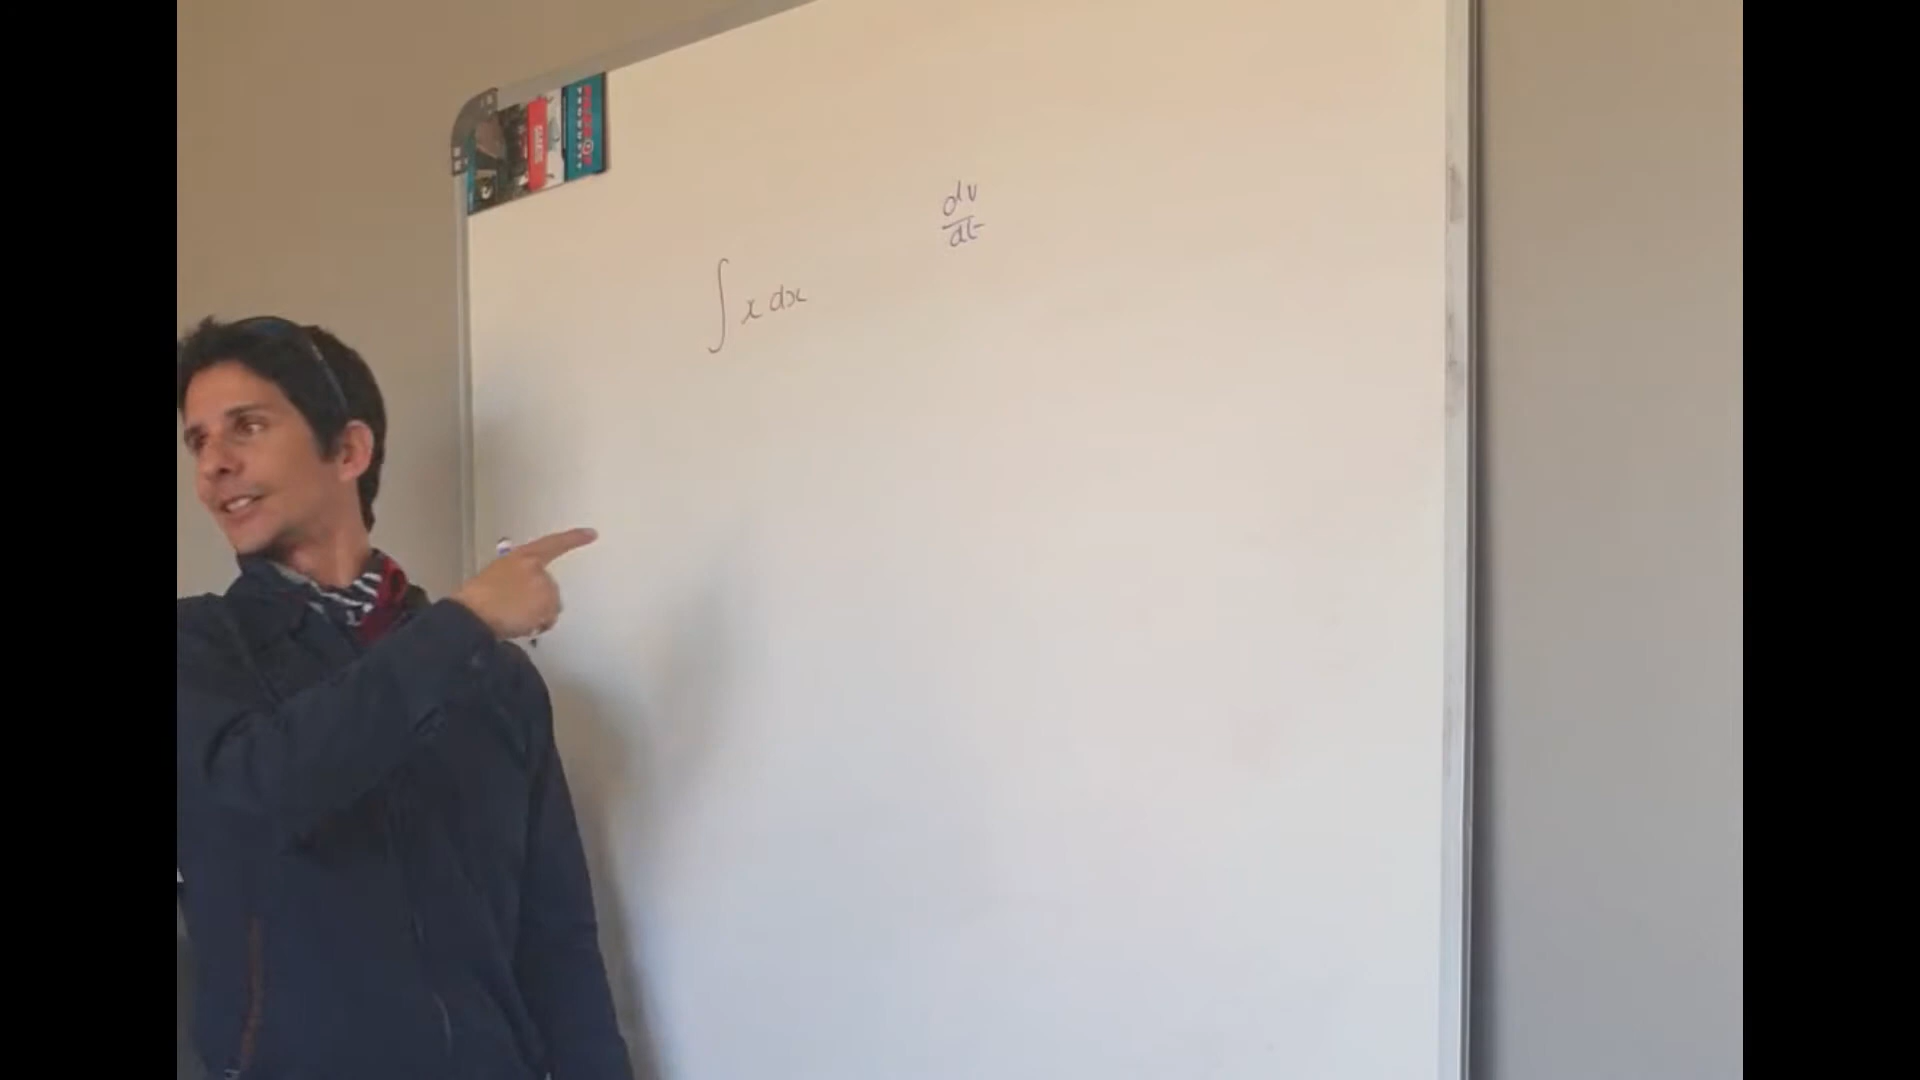 dv
dt
∫ x dx